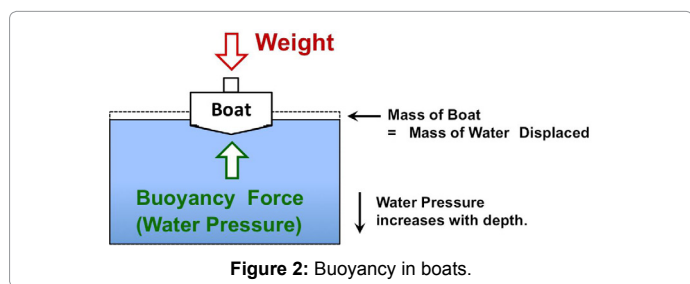 Weight
Boat
Mass of Boat
= Mass of Water Displaced
Buoyancy Force
(Water Pressure)
Water Pressure
increases with depth.
Figure 2: Buoyancy in boats.